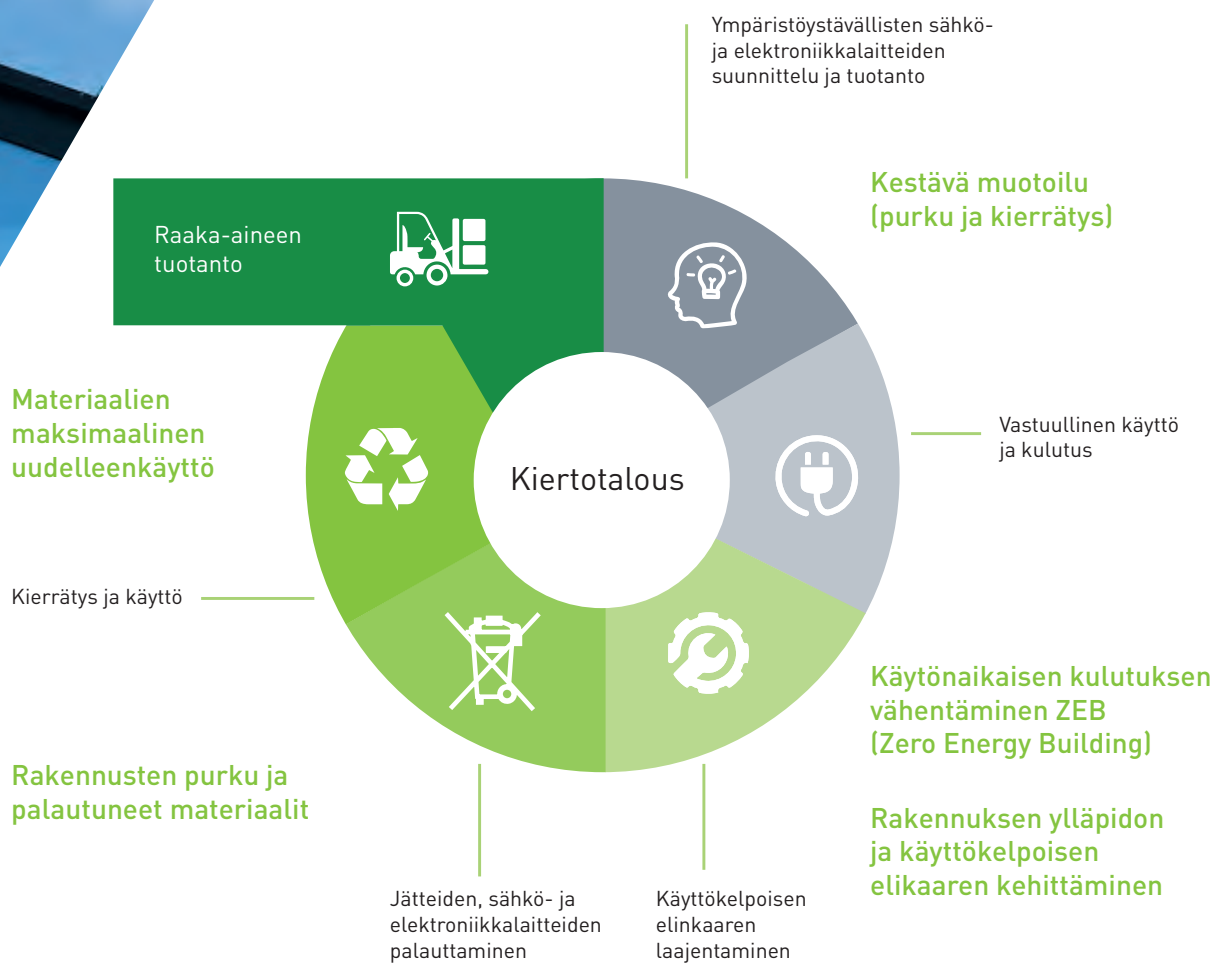 Ympäristöystävällisten sähkö-
ja elektroniikkalaitteiden
suunnittelu ja tuotanto
Kestävä muotoilu
(purku ja kierrätys)
Raaka-aineen
tuotanto
Materiaalien
maksimaalinen
uudelleenkäyttö
Vastuullinen käyttö
ja kulutus
Kiertotalous
Kierrätys ja käyttö
Käytönaikaisen kulutuksen
vähentäminen ZEB
(Zero Energy Building)
Rakennusten purku ja
palautuneet materiaalit
Rakennuksen ylläpidon
ja käyttökelpoisen
elikaaren kehittäminen
Jätteiden, sähkö- ja
elektroniikkalaitteiden
palauttaminen
Käyttökelpoisen
elinkaaren
laajentaminen